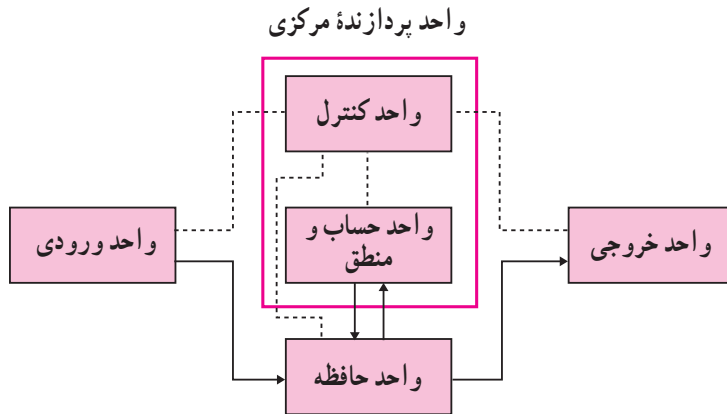 واحد پردازندهٔ مرکزی
واحد کنترل
واحد ورودی
واحد حساب و
منطق
واحد خروجی
واحد حافظه